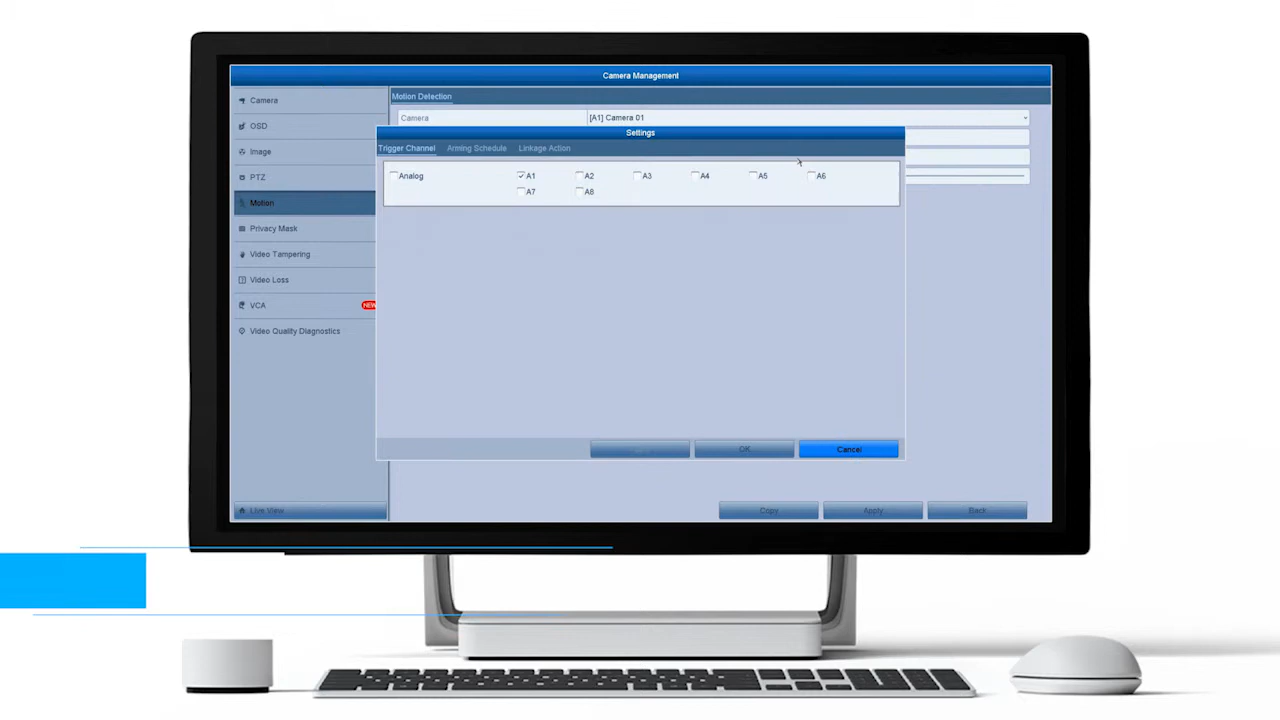 Camera Management
Camera
OSD
Image
PTZ
Motion
Privacy Mask
Video Tampering
Video Loss
VCA NEW
Video Quality Diagnostics
Live View
Motion Detection
Camera [A1] Camera 01
Settings
Trigger Channel Arming Schedule Linkage Action
Analog A1 A2 A3 A4 A5 A6
A7 A8
OK Cancel
Copy Apply Back